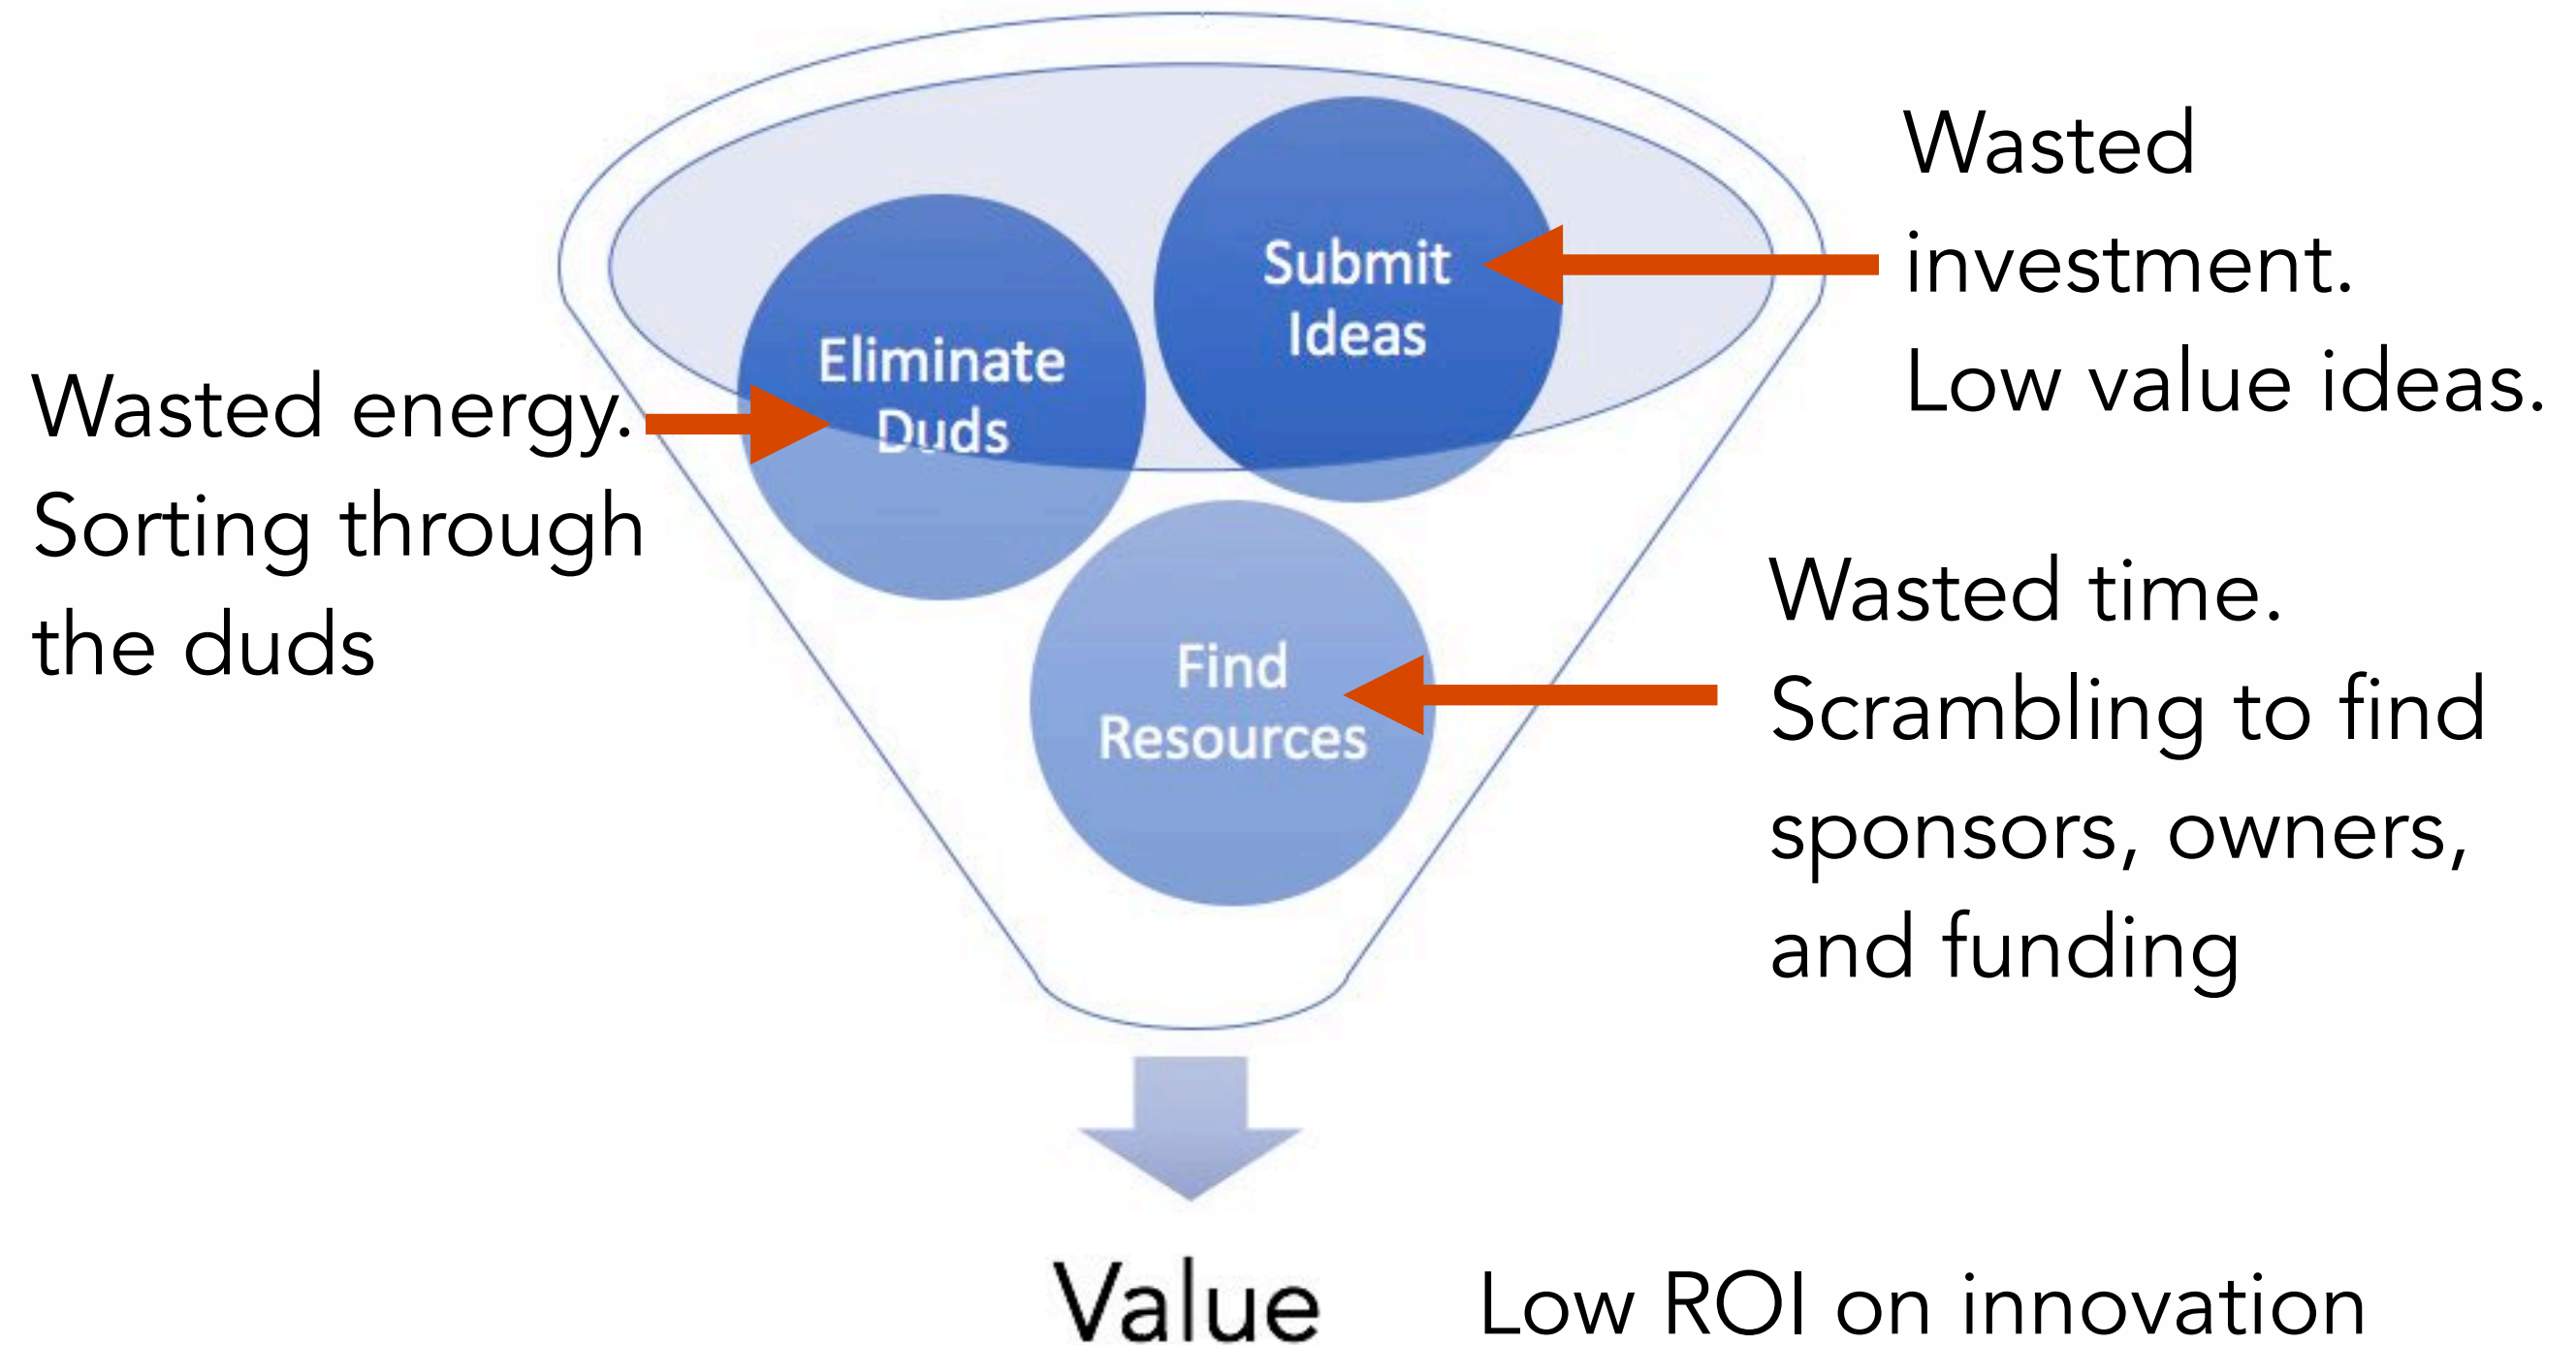 Wasted
investment.
Low value ideas.
Submit
Ideas
Eliminate
Duds
Wasted energy.
Sorting through
the duds
Find
Resources
Wasted time.
Scrambling to find
sponsors, owners,
and funding
Value
Low ROI on innovation